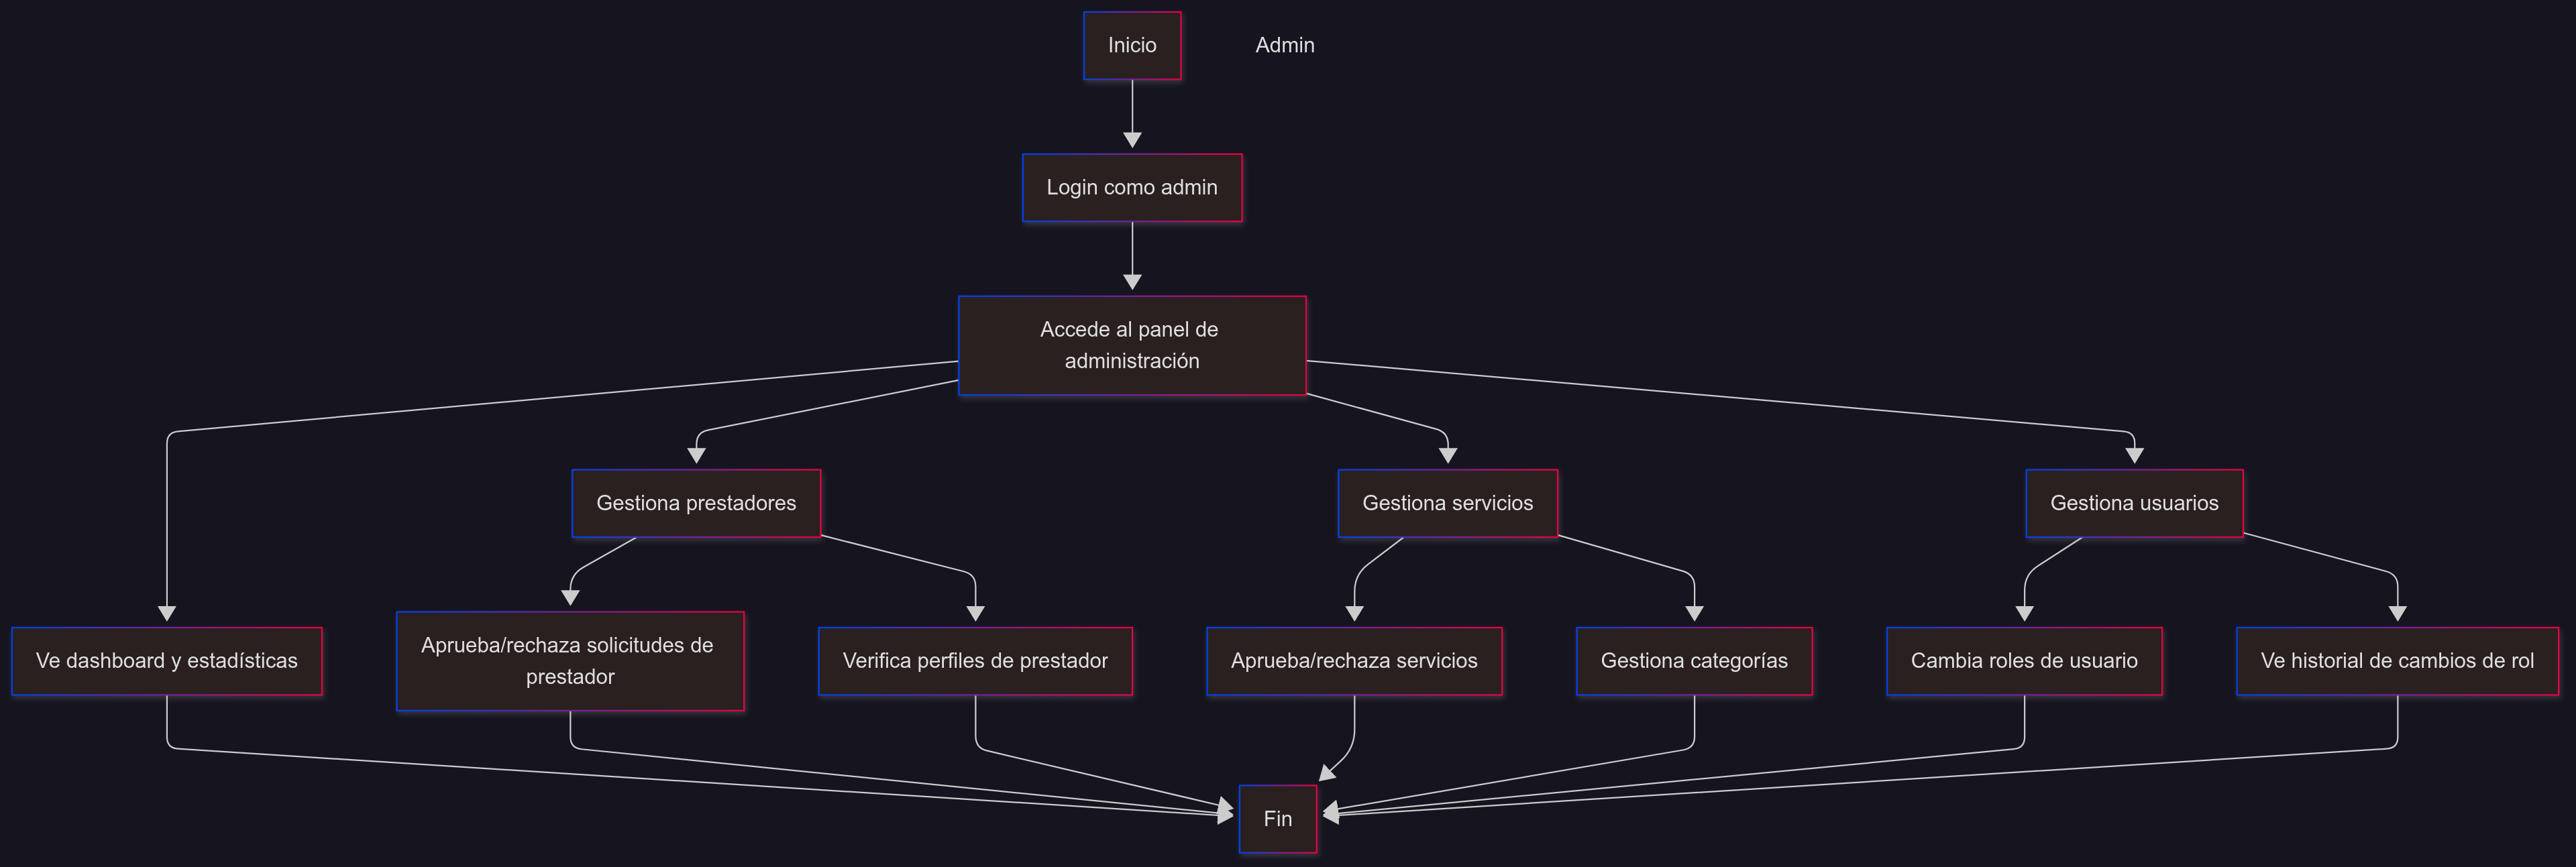 Inicio
Admin
Login como admin
Accede al panel de
administración
Gestiona prestadores
Gestiona servicios
Gestiona usuarios
Ve dashboard y estadísticas
Aprueba/rechaza solicitudes de
prestador
Verifica perfiles de prestador
Aprueba/rechaza servicios
Gestiona categorías
Cambia roles de usuario
Ve historial de cambios de rol
Fin